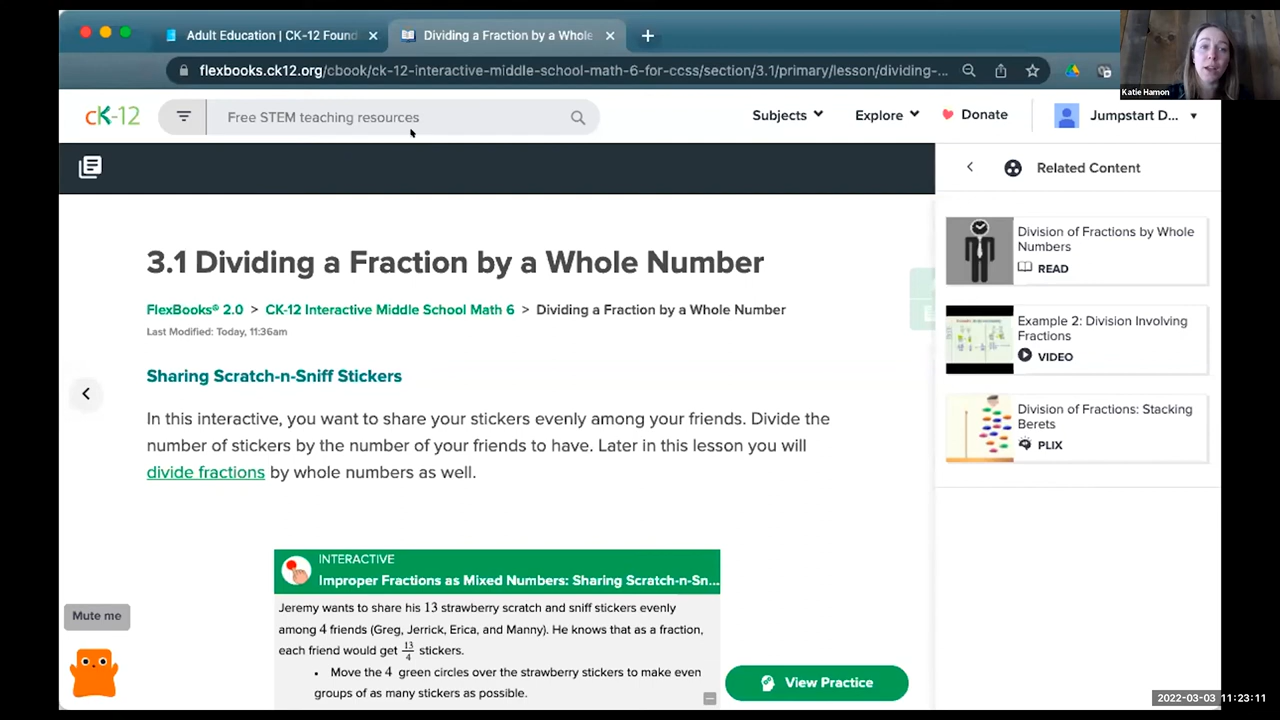 Adult Education | CK-12 Found
Dividing a Fraction by a Whole
flexbooks.ck12.org/cbook/ck-12-interactive-middle-school-math-6-for-ccss/section/3.1/primary/lesson/dividing-...
Katie Hamon
cK-12
Free STEM teaching resources
Subjects
Explore
Donate
Jumpstart D...
Related Content
3.1 Dividing a Fraction by a Whole Number
FlexBooks® 2.0 > CK-12 Interactive Middle School Math 6 > Dividing a Fraction by a Whole Number
Last Modified: Today, 11:36am
Sharing Scratch-n-Sniff Stickers
In this interactive, you want to share your stickers evenly among your friends. Divide the
number of stickers by the number of your friends to have. Later in this lesson you will
divide fractions by whole numbers as well.
INTERACTIVE
Improper Fractions as Mixed Numbers: Sharing Scratch-n-Sn...
Jeremy wants to share his 13 strawberry scratch and sniff stickers evenly
among 4 friends (Greg, Jerrick, Erica, and Manny). He knows that as a fraction,
each friend would get 13/4 stickers.
• Move the 4 green circles over the strawberry stickers to make even
groups of as many stickers as possible.
Division of Fractions by Whole
Numbers
READ
Example 2: Division Involving
Fractions
VIDEO
Division of Fractions: Stacking
Berets
PLIX
Mute me
View Practice
2022-03-03 11:23:11